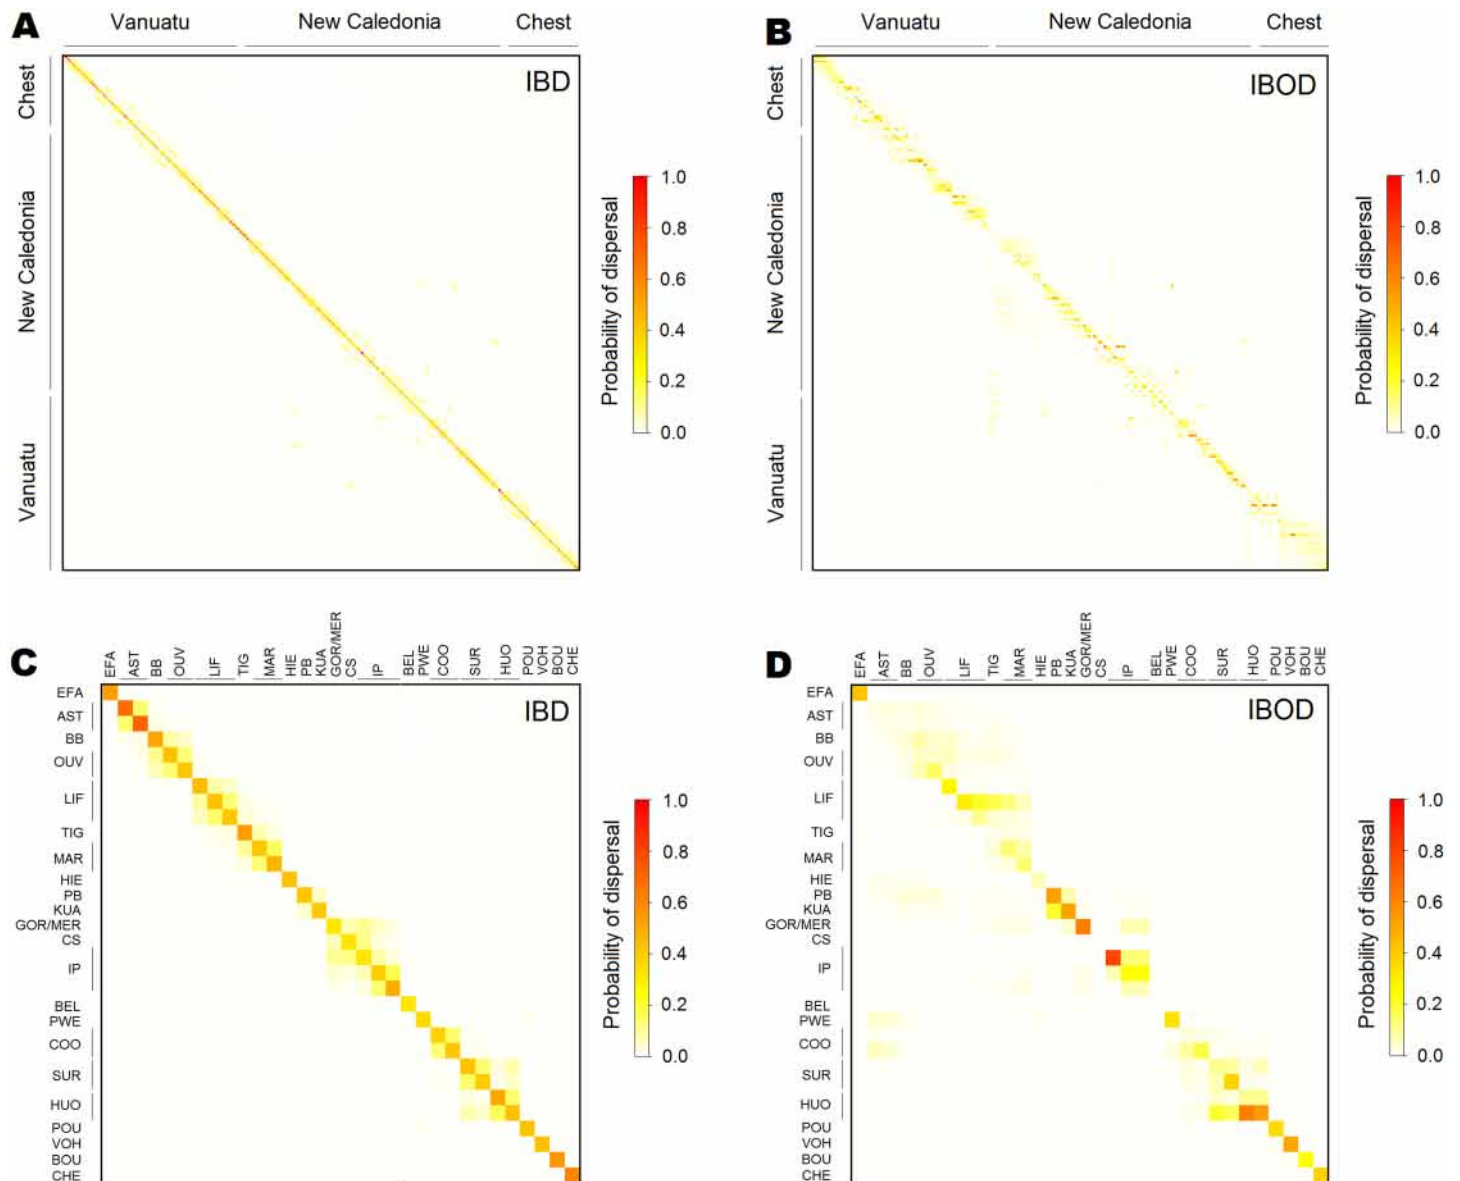 A
Vanuatu
New Caledonia
Chest
IBD
Chest
New Caledonia
Vanuatu
Probability of dispersal
1.0
0.8
0.6
0.4
0.2
0.0
B
Vanuatu
New Caledonia
Chest
IBOD
Chest
New Caledonia
Vanuatu
Probability of dispersal
1.0
0.8
0.6
0.4
0.2
0.0
C
EFA
AST
BB
OUV
LIF
TIG
MAR
HIE
PB
KUA
GOR/MER
CS
IP
BEL
PWE
COO
SUR
HUO
POU
VOH
BOU
CHE
IBD
EFA
AST
BB
OUV
LIF
TIG
MAR
HIE
PB
KUA
GOR/MER
CS
IP
BEL
PWE
COO
SUR
HUO
POU
VOH
BOU
CHE
Probability of dispersal
1.0
0.8
0.6
0.4
0.2
0.0
D
EFA
AST
BB
OUV
LIF
TIG
MAR
HIE
PB
KUA
GOR/MER
CS
IP
BEL
PWE
COO
SUR
HUO
POU
VOH
BOU
CHE
IBOD
EFA
AST
BB
OUV
LIF
TIG
MAR
HIE
PB
KUA
GOR/MER
CS
IP
BEL
PWE
COO
SUR
HUO
POU
VOH
BOU
CHE
Probability of dispersal
1.0
0.8
0.6
0.4
0.2
0.0